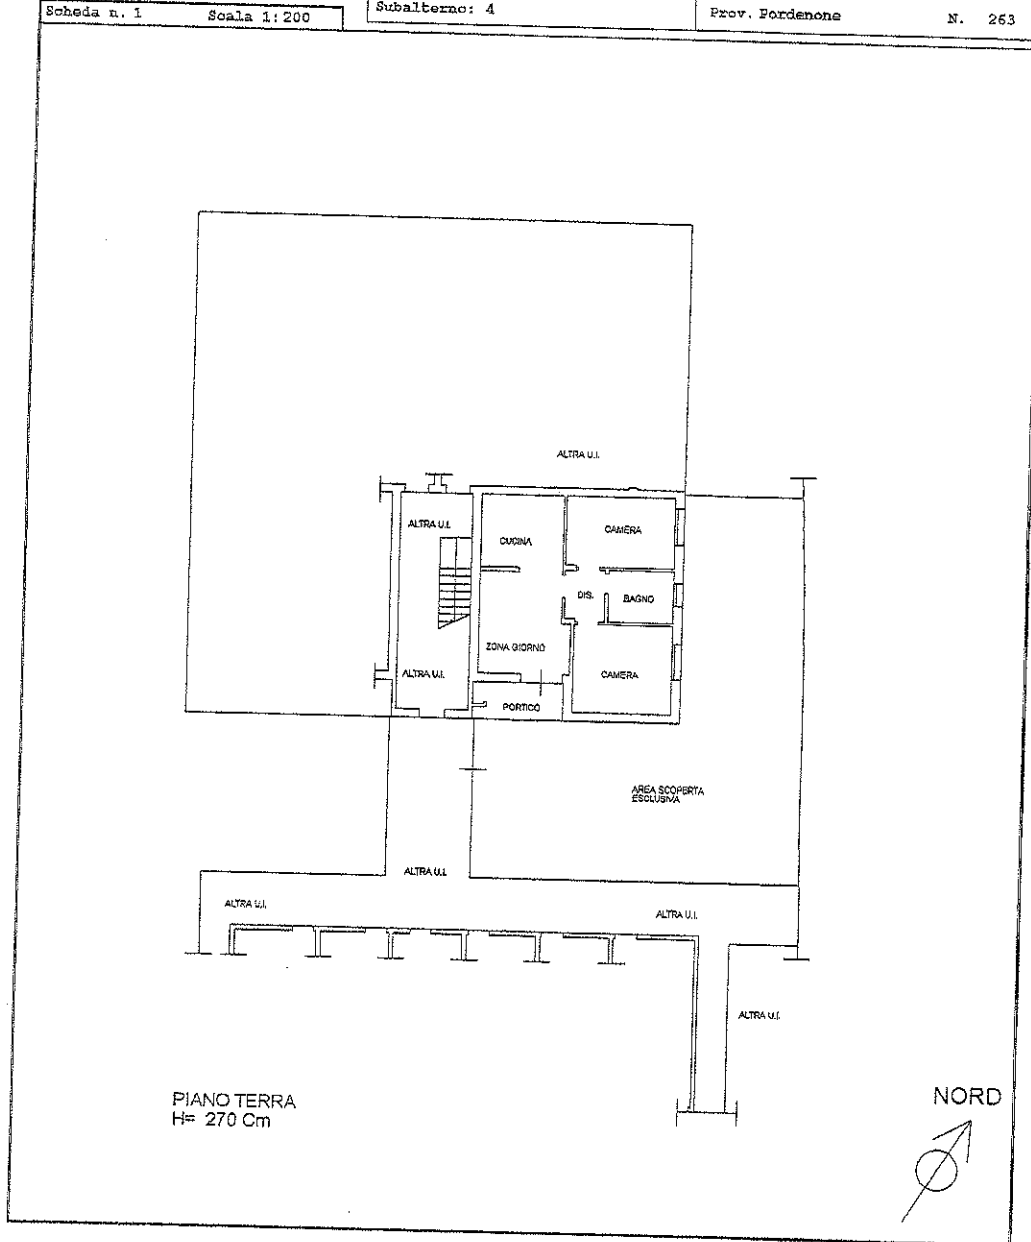 Scheda n. 1 Scala 1:200
Subalterno: 4
Prov. Pordenone N. 263
ALTRA U.I.
ALTRA U.I.
CUCINA
CAMERA
DIS.
BAGNO
ZONA GIORNO
ALTRA U.I.
CAMERA
PORTICO
AREA SCOPERTA
ESCLUSIVA
ALTRA U.I.
ALTRA U.I.
ALTRA U.I.
ALTRA U.I.
PIANO TERRA
H= 270 Cm
NORD